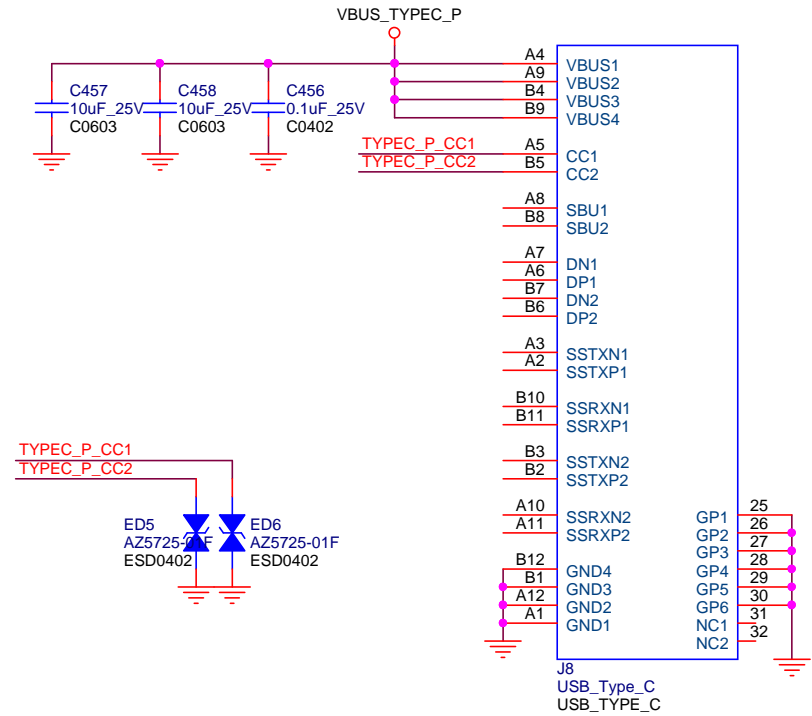 VBUS_TYPEC_P
C457
10uF_25V
C0603
C458
10uF_25V
C0603
C456
0.1uF_25V
C0402
TYPEC_P_CC1
TYPEC_P_CC2
A4 VBUS1
A9 VBUS2
B4 VBUS3
B9 VBUS4
A5 CC1
B5 CC2
A8 SBU1
B8 SBU2
A7 DN1
A6 DP1
B7 DN2
B6 DP2
A3 SSTXN1
A2 SSTXP1
B10 SSRXN1
B11 SSRXP1
B3 SSTXN2
B2 SSTXP2
A10 SSRXN2
A11 SSRXP2
B12 GND4
B1 GND3
A12 GND2
A1 GND1
GP1 25
GP2 26
GP3 27
GP4 28
GP5 29
GP6 30
NC1 31
NC2 32
J8
USB_Type_C
USB_TYPE_C
TYPEC_P_CC1
TYPEC_P_CC2
ED5
AZ5725-01F
ESD0402
ED6
AZ5725-01F
ESD0402